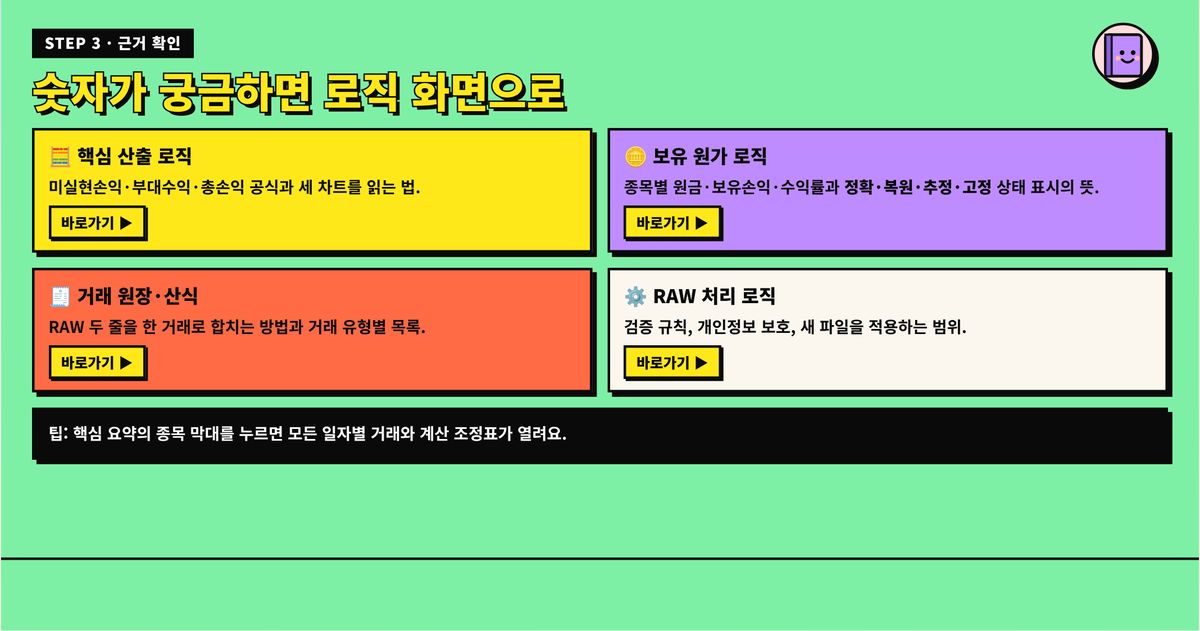 STEP 3 · 근거 확인
숫자가 궁금하면 로직 화면으로
핵심 산출 로직
미실현손익·부대수익·총손익 공식과 세 차트를 읽는 법.
바로가기 ▶
보유 원가 로직
종목별 원금·보유손익·수익률과 정확·복원·추정·고정 상태 표시의 뜻.
바로가기 ▶
거래 원장·산식
RAW 두 줄을 한 거래로 합치는 방법과 거래 유형별 목록.
바로가기 ▶
RAW 처리 로직
검증 규칙, 개인정보 보호, 새 파일을 적용하는 범위.
바로가기 ▶
팁: 핵심 요약의 종목 막대를 누르면 모든 일자별 거래와 계산 조정표가 열려요.